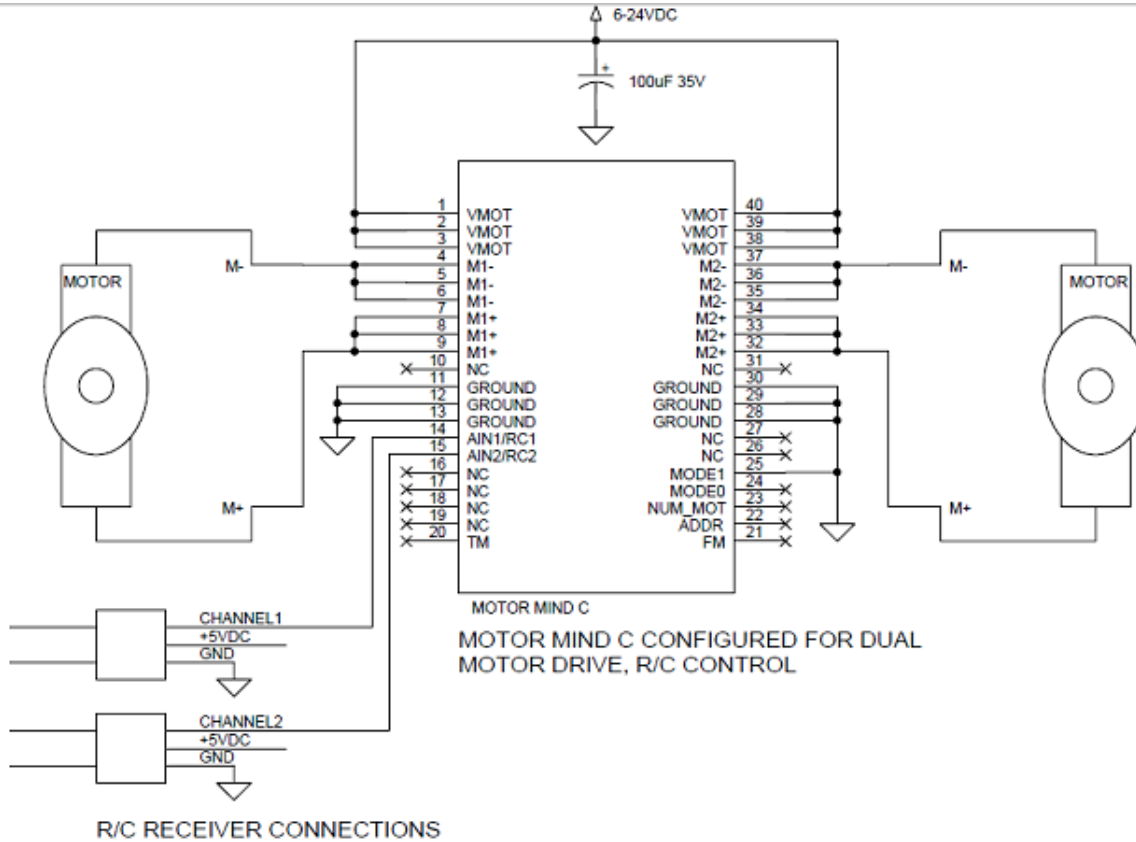 6-24VDC
+
100uF 35V
1 VMOT
2 VMOT
3 VMOT
4 M1-
5 M1-
6 M1-
7 M1+
8 M1+
9 M1+
10 NC
11 GROUND
12 GROUND
13 GROUND
14 AIN1/RC1
15 AIN2/RC2
16 NC
17 NC
18 NC
19 NC
20 TM
VMOT 40
VMOT 39
VMOT 38
M2- 37
M2- 36
M2- 35
M2+ 34
M2+ 33
M2+ 32
NC 31
GROUND 30
GROUND 29
GROUND 28
NC 27
NC 26
MODE1 25
MODE0 24
NUM_MOT 23
ADDR 22
FM 21
M-
MOTOR
M+
M-
MOTOR
M+
MOTOR MIND C
MOTOR MIND C CONFIGURED FOR DUAL
MOTOR DRIVE, R/C CONTROL
CHANNEL1
+5VDC
GND
CHANNEL2
+5VDC
GND
R/C RECEIVER CONNECTIONS